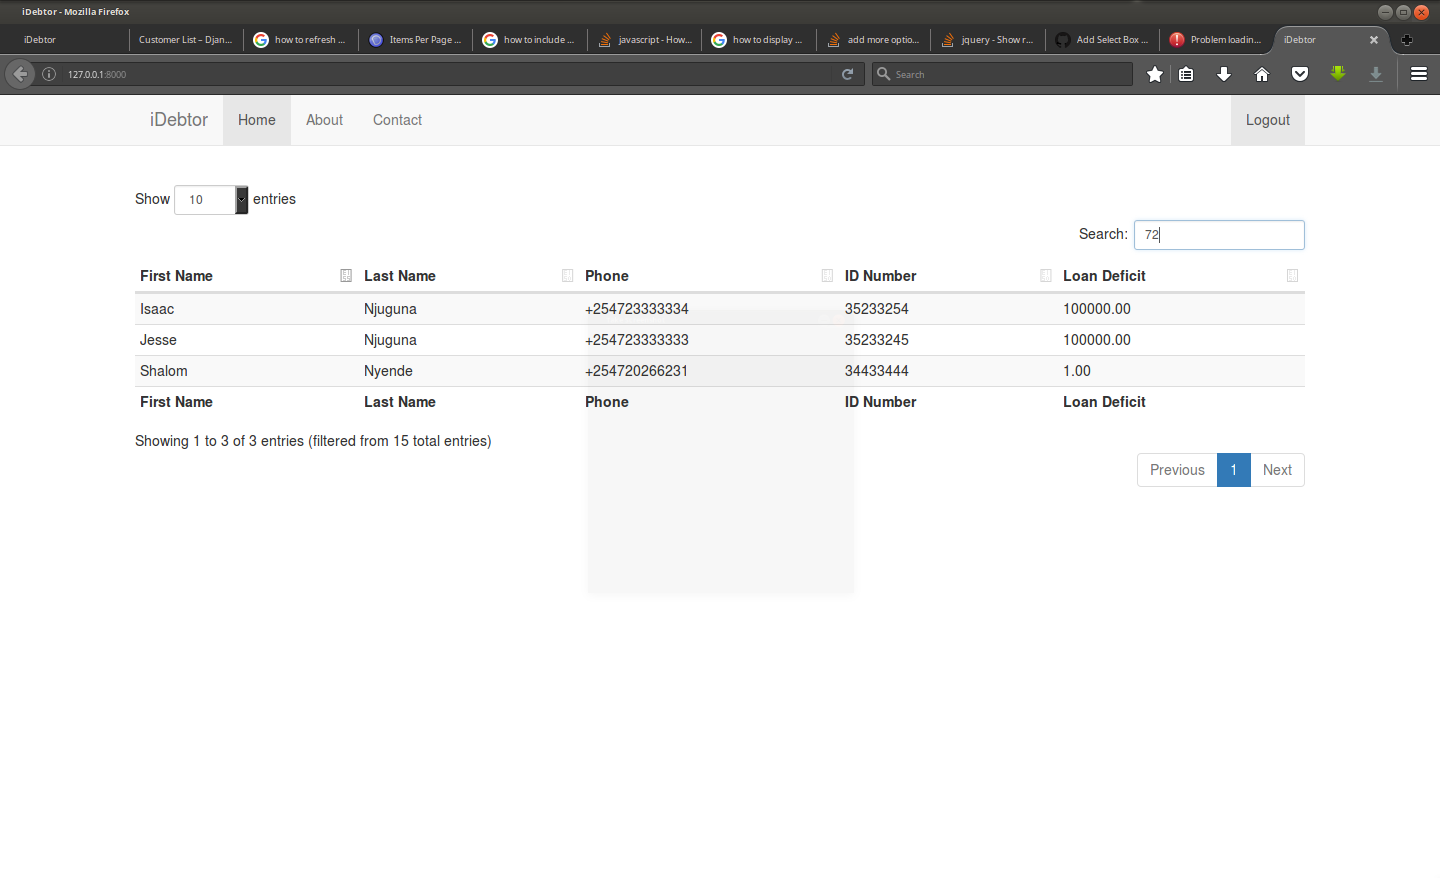 iDebtor - Mozilla Firefox
iDebtor Customer List – Djan... how to refresh ... Items Per Page ... how to include ... javascript - How... how to display ... add more optio... jquery - Show r... Add Select Box ... Problem loadin... iDebtor
127.0.0.1:8000 Search
iDebtor Home About Contact Logout
Show 10 entries
Search: 72
First Name Last Name Phone ID Number Loan Deficit
Isaac Njuguna +254723333334 35233254 100000.00
Jesse Njuguna +254723333333 35233245 100000.00
Shalom Nyende +254720266231 34433444 1.00
First Name Last Name Phone ID Number Loan Deficit
Showing 1 to 3 of 3 entries (filtered from 15 total entries)
Previous 1 Next